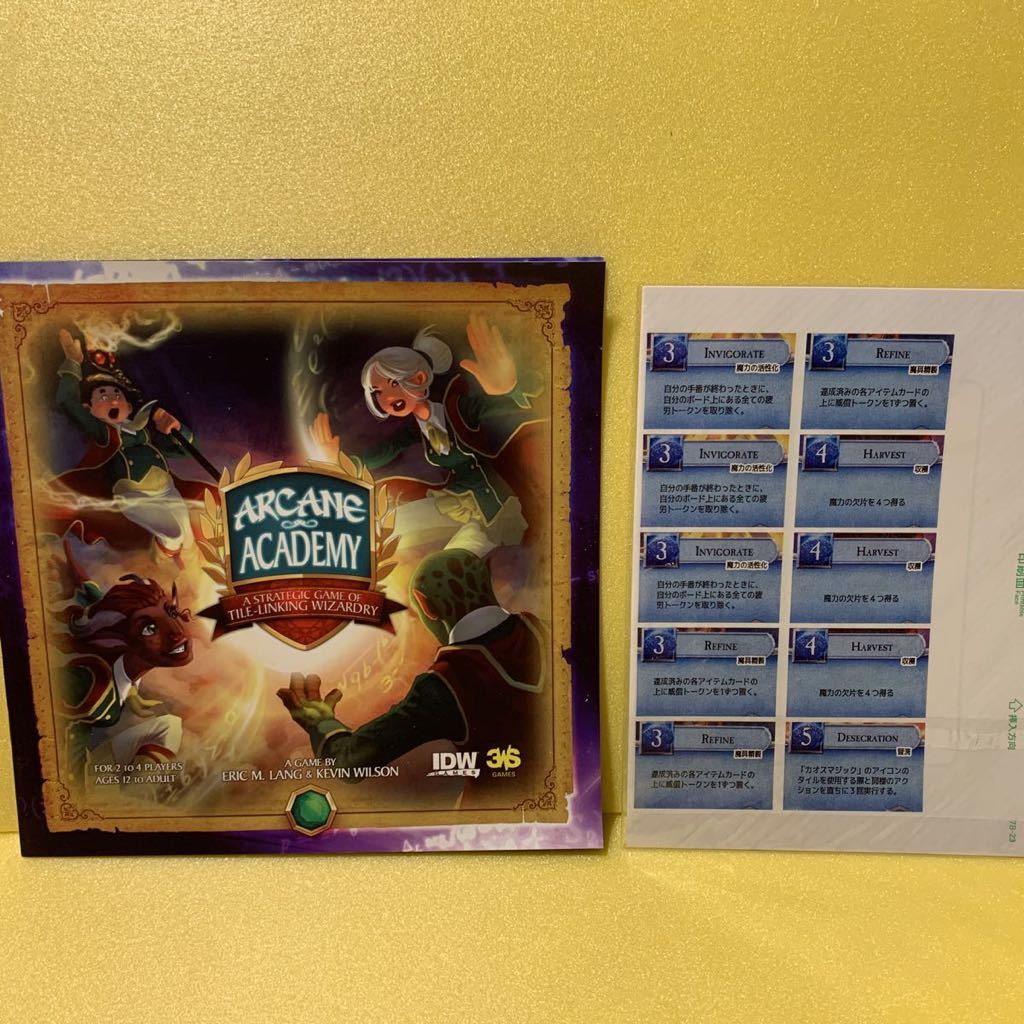 ARCANE
ACADEMY
A STRATEGIC GAME OF
TILE-LINKING WIZARDRY
FOR 2 TO 4 PLAYERS
AGES 12 TO ADULT
A GAME BY
ERIC M. LANG & KEVIN WILSON
IDW
GAMES
3WS
GAMES
3 INVIGORATE
魔力の活性化
自分の手番が終わったときに、
自分のボード上にある全ての疲
労トークンを取り除く。
3 INVIGORATE
魔力の活性化
自分の手番が終わったときに、
自分のボード上にある全ての疲
労トークンを取り除く。
3 INVIGORATE
魔力の活性化
自分の手番が終わったときに、
自分のボード上にある全ての疲
労トークンを取り除く。
3 REFINE
魔具精製
達成済みの各アイテムカードの
上に威信トークンを1ずつ置く。
3 REFINE
魔具精製
達成済みの各アイテムカードの
上に威信トークンを1ずつ置く。
3 REFINE
魔具精製
達成済みの各アイテムカードの
上に威信トークンを1ずつ置く。
4 HARVEST
収穫
魔力の欠片を4つ得る
4 HARVEST
収穫
魔力の欠片を4つ得る
4 HARVEST
収穫
魔力の欠片を4つ得る
5 DESECRATION
冒涜
「カオスマジック」のアイコンの
タイルを使用する際と同様のアク
ションを直ちに3回実行する。
印刷面
挿入方向
78-23